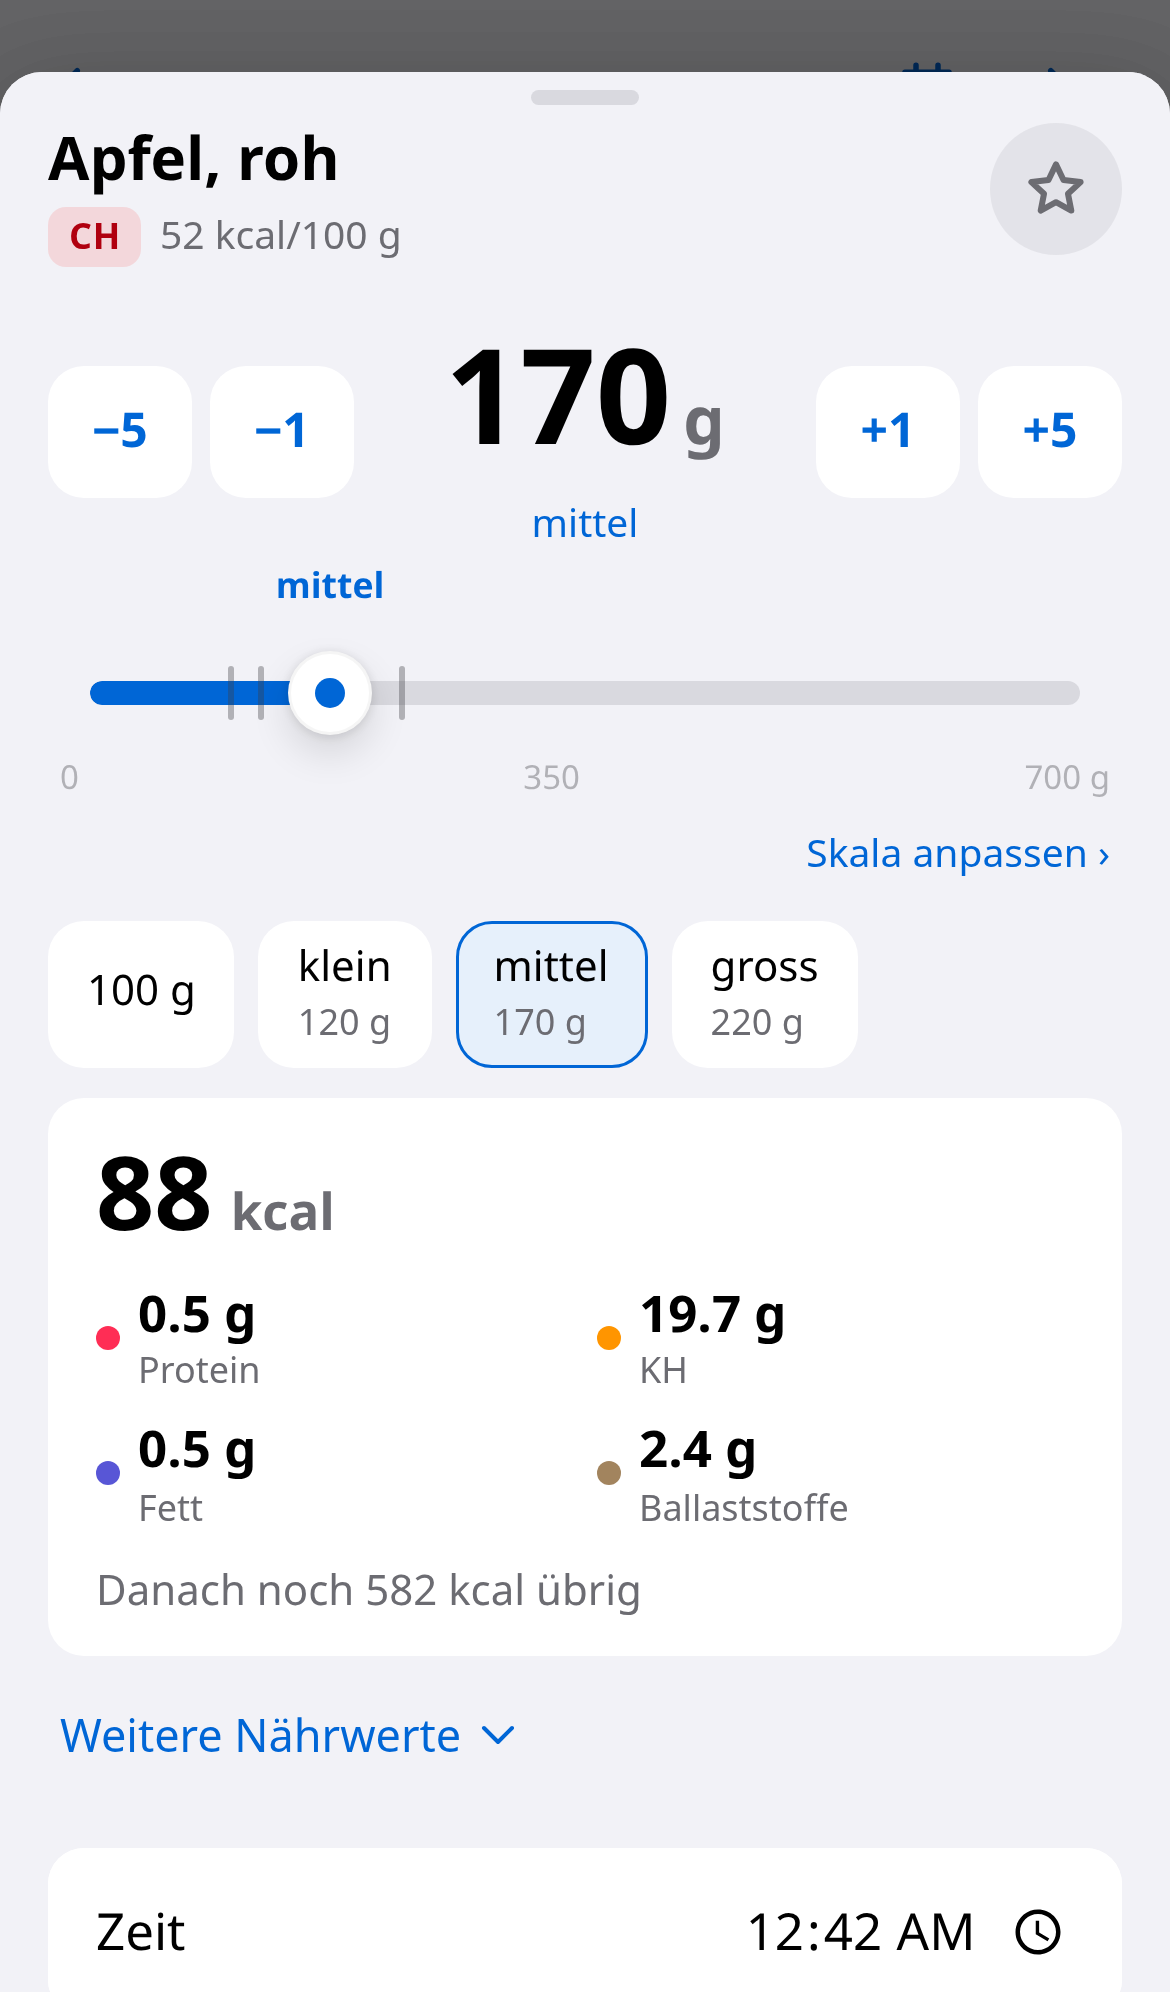 Apfel, roh
CH 52 kcal/100 g
−5 −1 170 g +1 +5
mittel
mittel
0 350 700 g
Skala anpassen ›
100 g
klein
120 g
mittel
170 g
gross
220 g
88 kcal
0.5 g
Protein
19.7 g
KH
0.5 g
Fett
2.4 g
Ballaststoffe
Danach noch 582 kcal übrig
Weitere Nährwerte
Zeit 12:42 AM